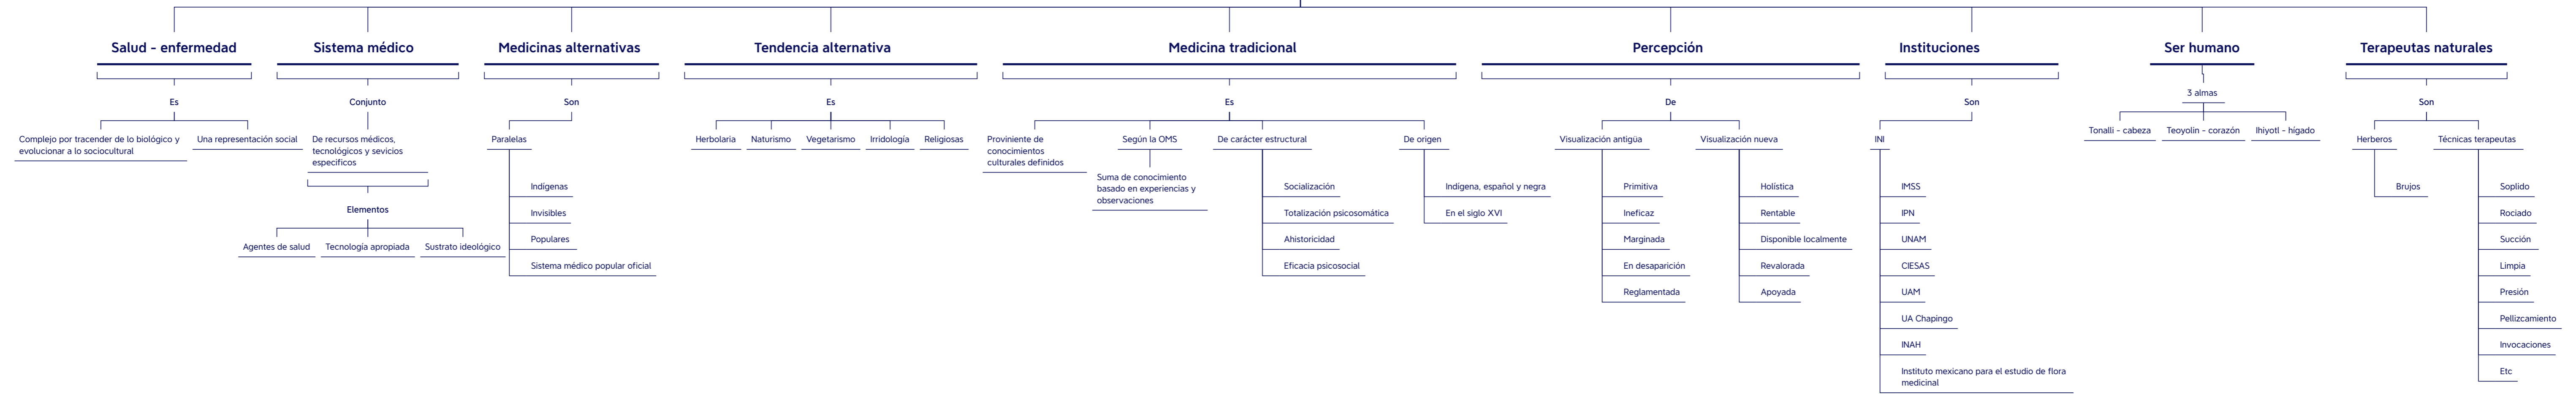 Salud - enfermedad
Es
Complejo por tracender de lo biológico y
evolucionar a lo sociocultural
Una representación social
Sistema médico
Conjunto
De recursos médicos,
tecnológicos y sevicios
especificos
Elementos
Agentes de salud
Tecnología apropiada
Sustrato ideológico
Medicinas alternativas
Son
Paralelas
Indígenas
Invisibles
Populares
Sistema médico popular oficial
Tendencia alternativa
Es
Herbolaria
Naturismo
Vegetarismo
Irridología
Religiosas
Medicina tradicional
Es
Proviniente de
conocimientos
culturales definidos
Según la OMS
Suma de conocimiento
basado en experiencias y
observaciones
De carácter estructural
Socialización
Totalización psicosomática
Ahistoricidad
Eficacia psicosocial
De origen
Indígena, español y negra
En el siglo XVI
Percepción
De
Visualización antigüa
Primitiva
Ineficaz
Marginada
En desaparición
Reglamentada
Visualización nueva
Holística
Rentable
Disponible localmente
Revalorada
Apoyada
Instituciones
Son
INI
IMSS
IPN
UNAM
CIESAS
UAM
UA Chapingo
INAH
Instituto mexicano para el estudio de flora
medicinal
Ser humano
3 almas
Tonalli - cabeza
Teoyolin - corazón
Ihiyotl - hígado
Terapeutas naturales
Son
Herberos
Brujos
Técnicas terapeutas
Soplido
Rociado
Succión
Limpia
Presión
Pellizcamiento
Invocaciones
Etc